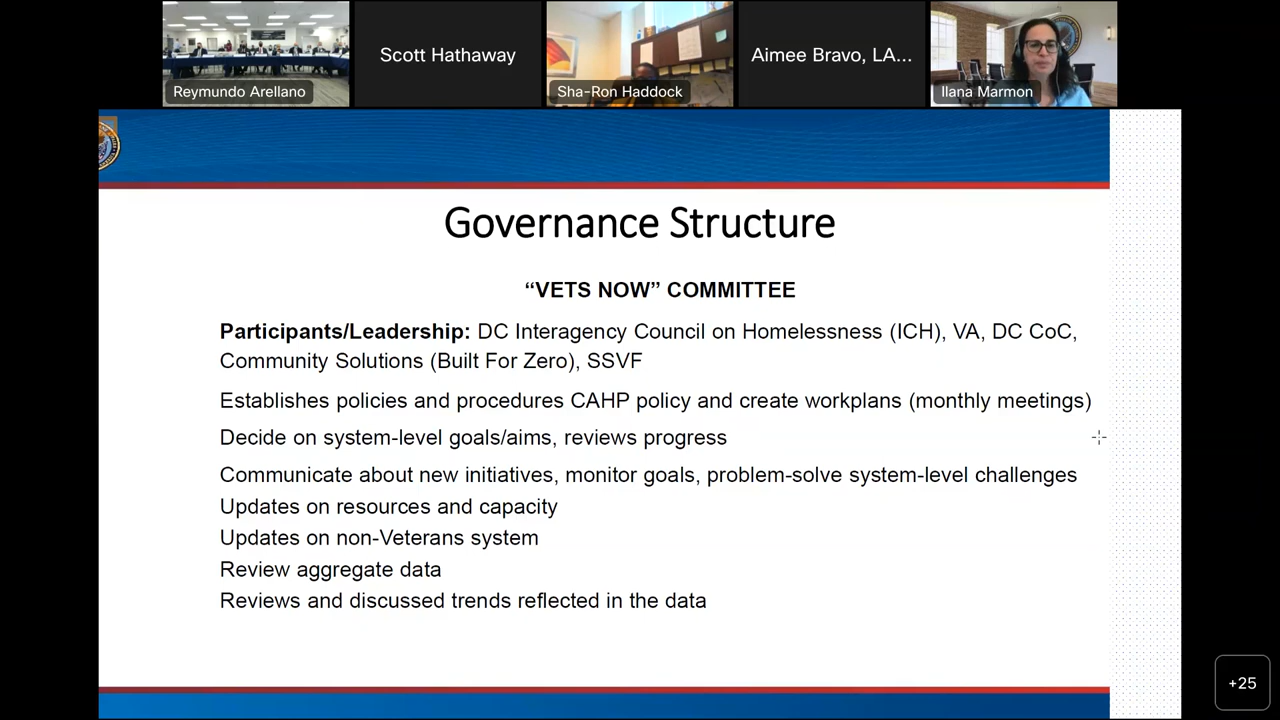 Scott Hathaway
Aimee Bravo, LA...
Reymundo Arellano
Sha-Ron Haddock
Ilana Marmon
Governance Structure
“VETS NOW” COMMITTEE
Participants/Leadership: DC Interagency Council on Homelessness (ICH), VA, DC CoC,
Community Solutions (Built For Zero), SSVF
Establishes policies and procedures CAHP policy and create workplans (monthly meetings)
Decide on system-level goals/aims, reviews progress
Communicate about new initiatives, monitor goals, problem-solve system-level challenges
Updates on resources and capacity
Updates on non-Veterans system
Review aggregate data
Reviews and discussed trends reflected in the data
+25